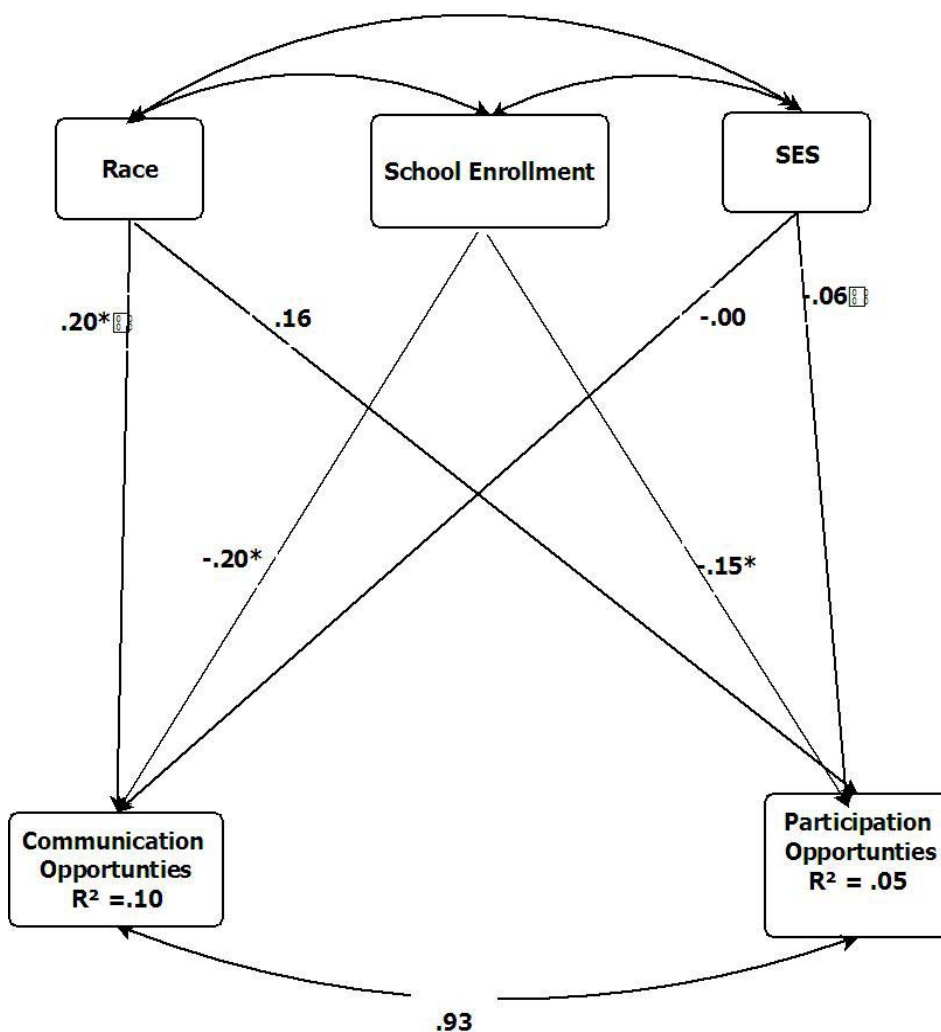 Race
School Enrollment
SES
.20*
.16
-.00
-.06
-.20*
-.15*
Communication
Opportunties
R² =.10
Participation
Opportunties
R² = .05
.93